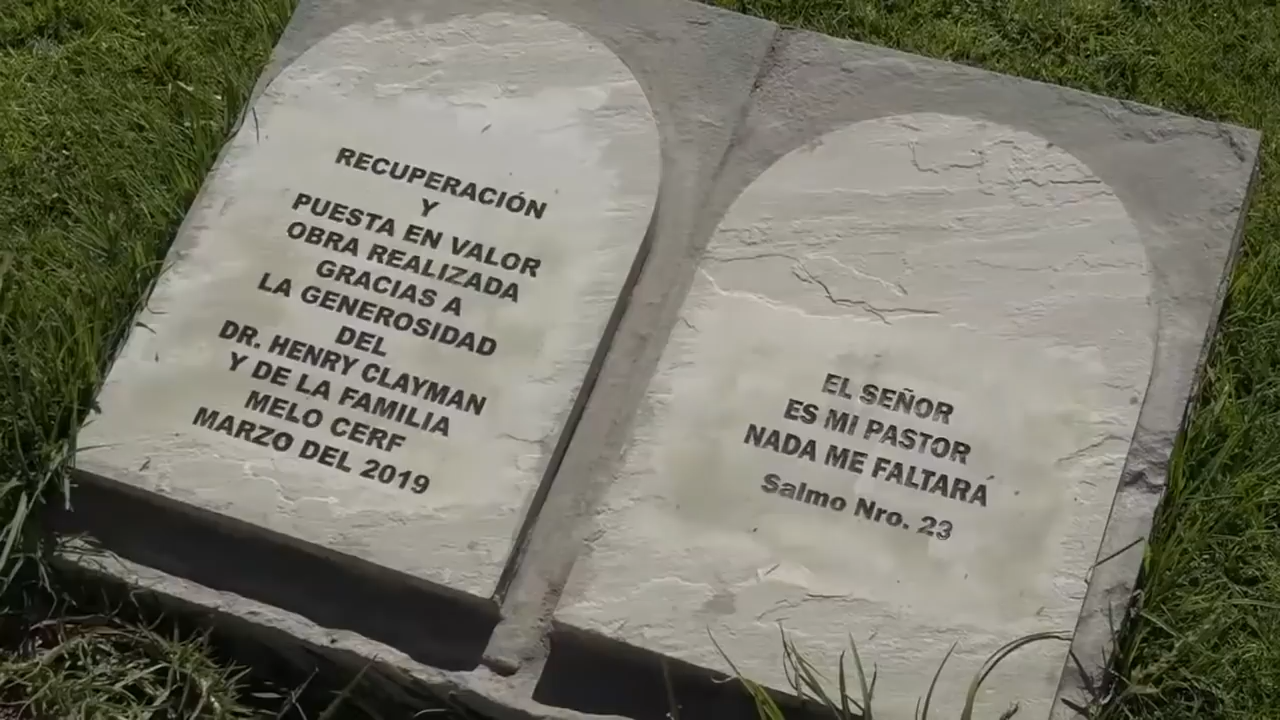 RECUPERACIÓN
Y
PUESTA EN VALOR
OBRA REALIZADA
GRACIAS A
LA GENEROSIDAD
DEL
DR. HENRY CLAYMAN
Y DE LA FAMILIA
MELO CERF
MARZO DEL 2019
EL SEÑOR
ES MI PASTOR
NADA ME FALTARÁ
Salmo Nro. 23